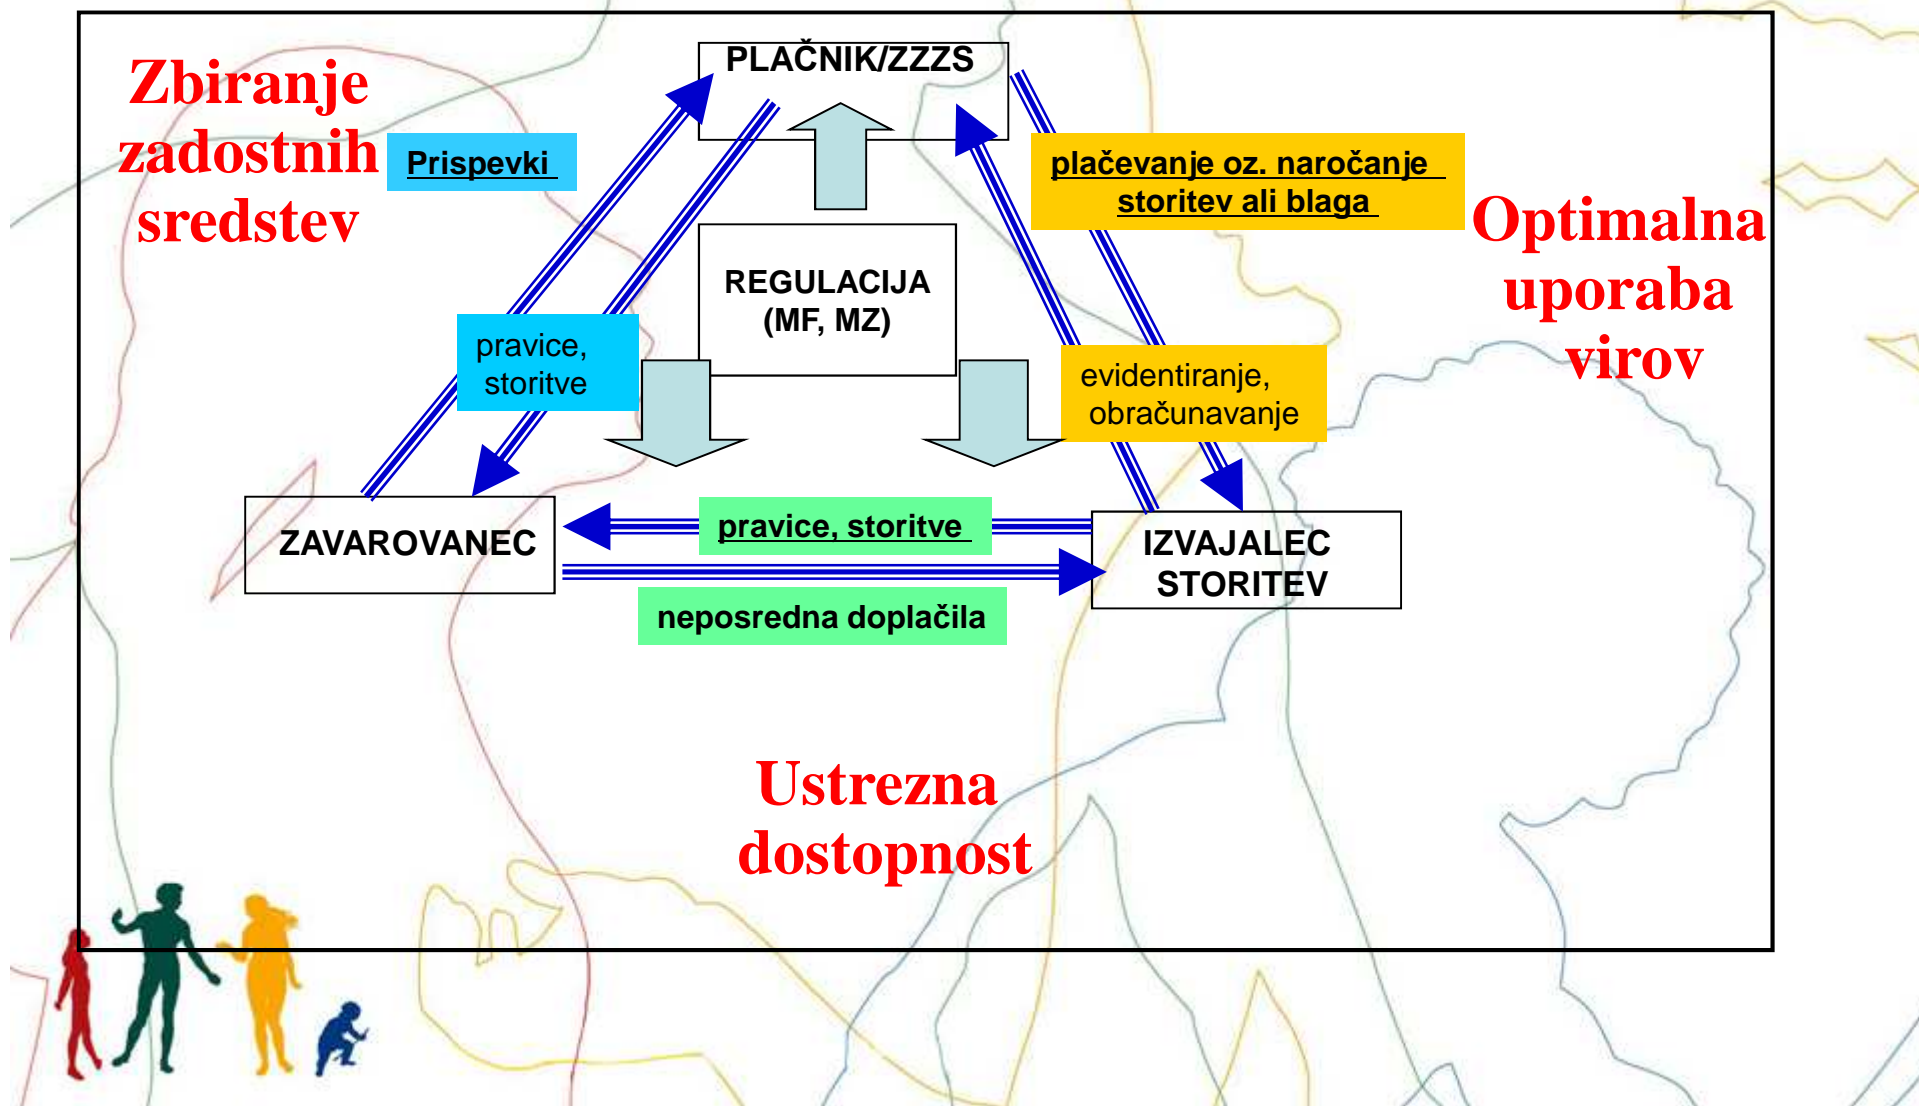 Zbiranje
zadostnih
sredstev
PLAČNIK/ZZZS
Prispevki
plačevanje oz. naročanje
storitev ali blaga
Optimalna
uporaba
virov
REGULACIJA
(MF, MZ)
pravice,
storitve
evidentiranje,
obračunavanje
ZAVAROVANEC
pravice, storitve
IZVAJALEC
STORITEV
neposredna doplačila
Ustrezna
dostopnost